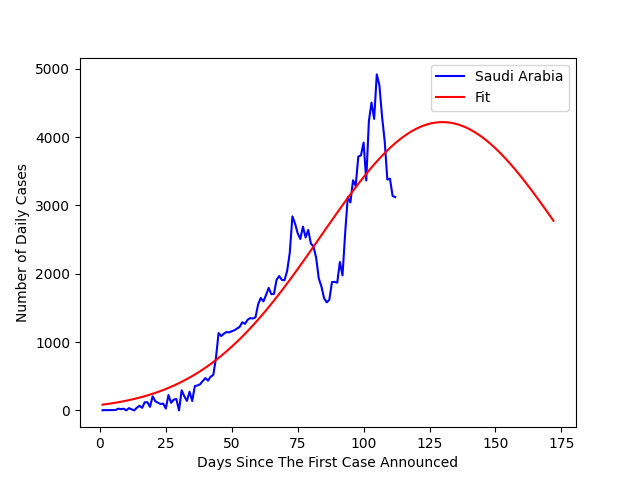 Saudi Arabia
Fit
5000
4000
3000
2000
1000
0
Number of Daily Cases
0 25 50 75 100 125 150 175
Days Since The First Case Announced